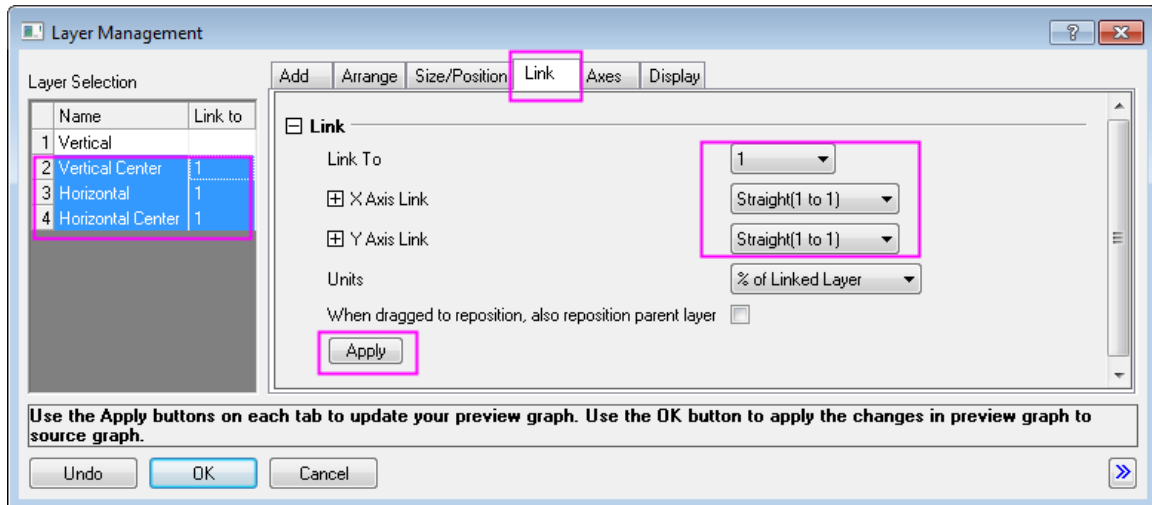 Layer Management
Layer Selection
Name Link to
1 Vertical
2 Vertical Center 1
3 Horizontal 1
4 Horizontal Center 1
Add Arrange Size/Position Link Axes Display
Link
Link To 1
X Axis Link Straight(1 to 1)
Y Axis Link Straight(1 to 1)
Units % of Linked Layer
When dragged to reposition, also reposition parent layer
Apply
Use the Apply buttons on each tab to update your preview graph. Use the OK button to apply the changes in preview graph to
source graph.
Undo OK Cancel